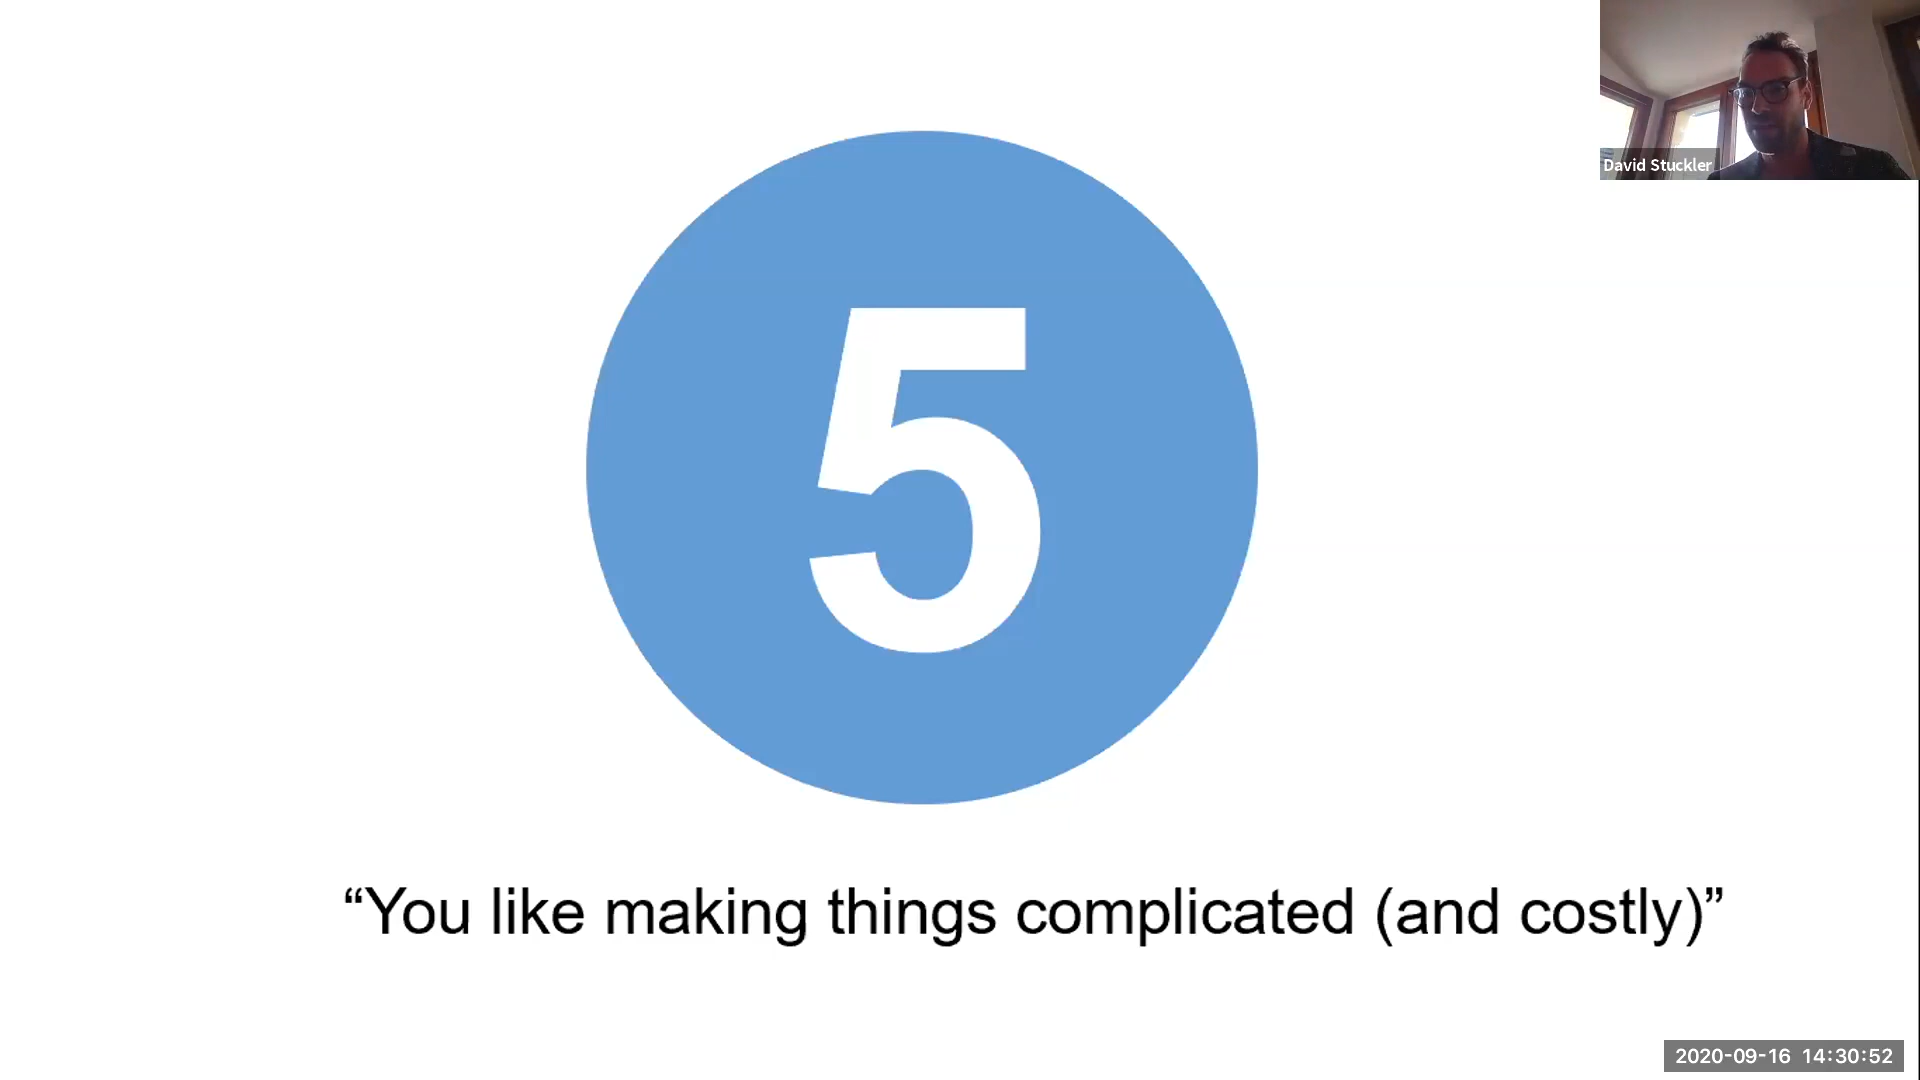 David Stuckler
5
“You like making things complicated (and costly)”
2020-09-16 14:30:52